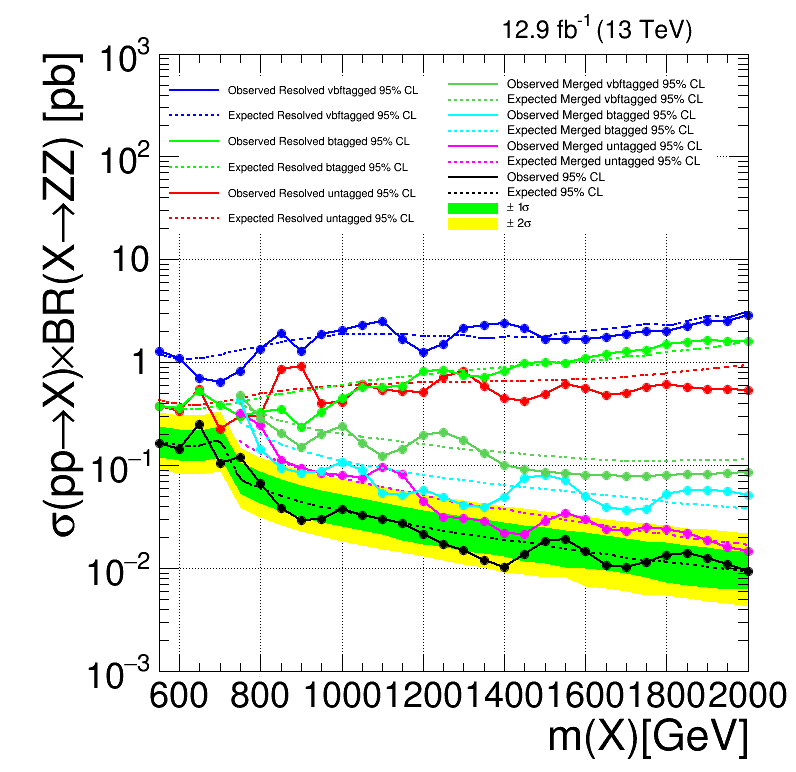 12.9 fb⁻¹ (13 TeV)
σ(pp→X)×BR(X→ZZ) [pb]
10³
10²
10
1
10⁻¹
10⁻²
10⁻³
Observed Resolved vbftagged 95% CL
Expected Resolved vbftagged 95% CL
Observed Resolved btagged 95% CL
Expected Resolved btagged 95% CL
Observed Resolved untagged 95% CL
Expected Resolved untagged 95% CL
Observed Merged vbftagged 95% CL
Expected Merged vbftagged 95% CL
Observed Merged btagged 95% CL
Expected Merged btagged 95% CL
Observed Merged untagged 95% CL
Expected Merged untagged 95% CL
Observed 95% CL
Expected 95% CL
± 1σ
± 2σ
600 800 1000 1200 1400 1600 1800 2000
m(X)[GeV]